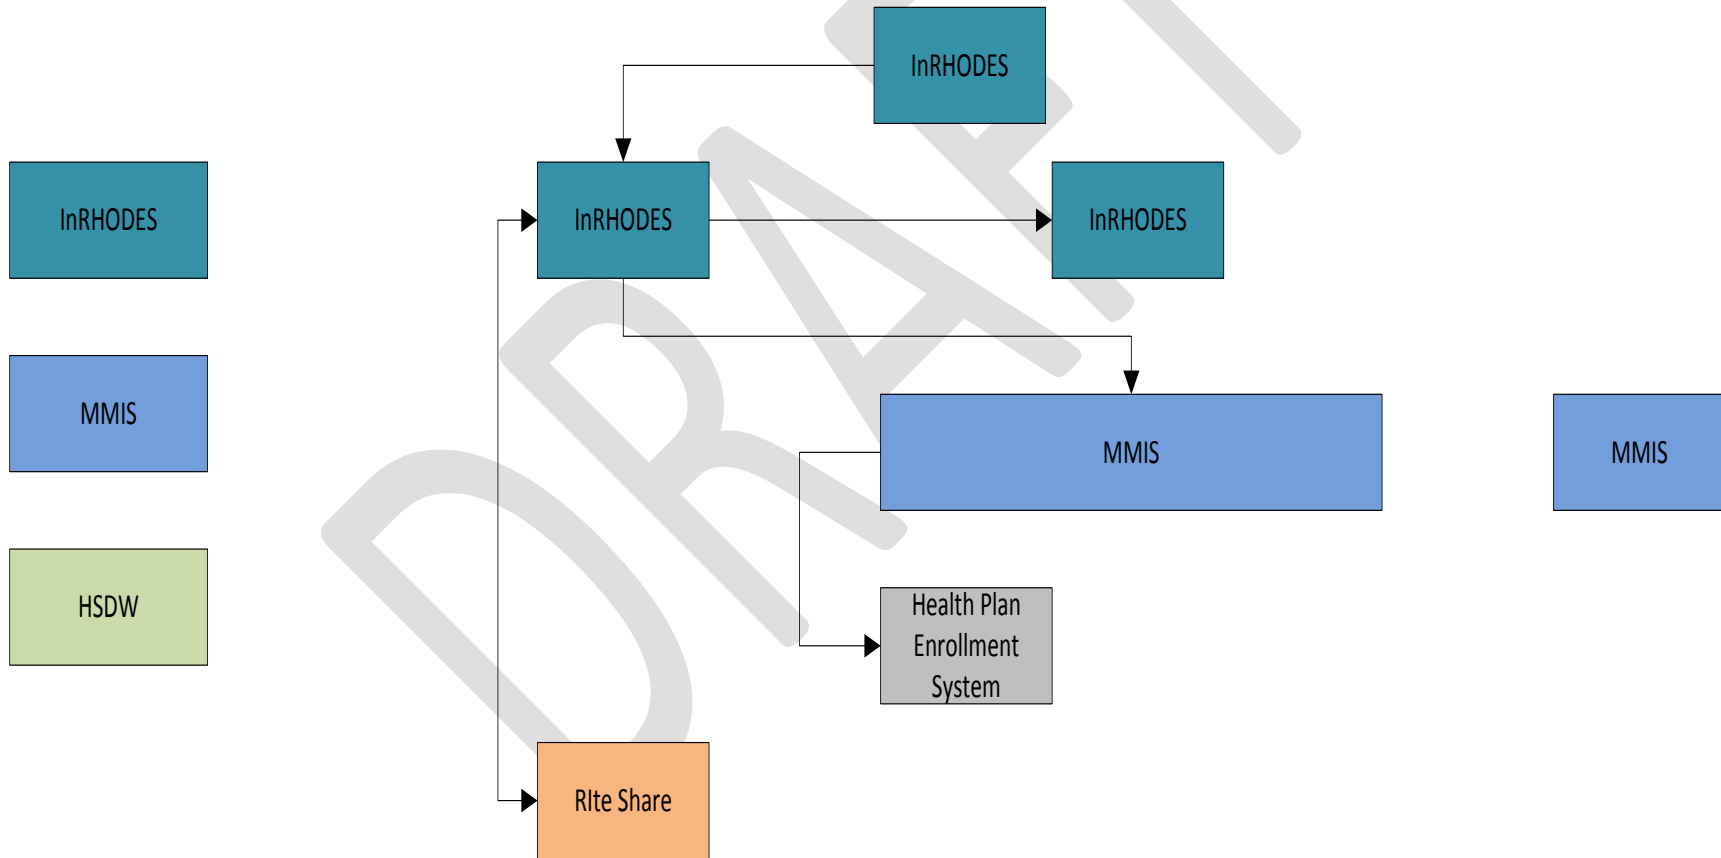 InRHODES
InRHODES
InRHODES
InRHODES
MMIS
MMIS
MMIS
HSDW
Health Plan
Enrollment
System
RIte Share
DRAFT